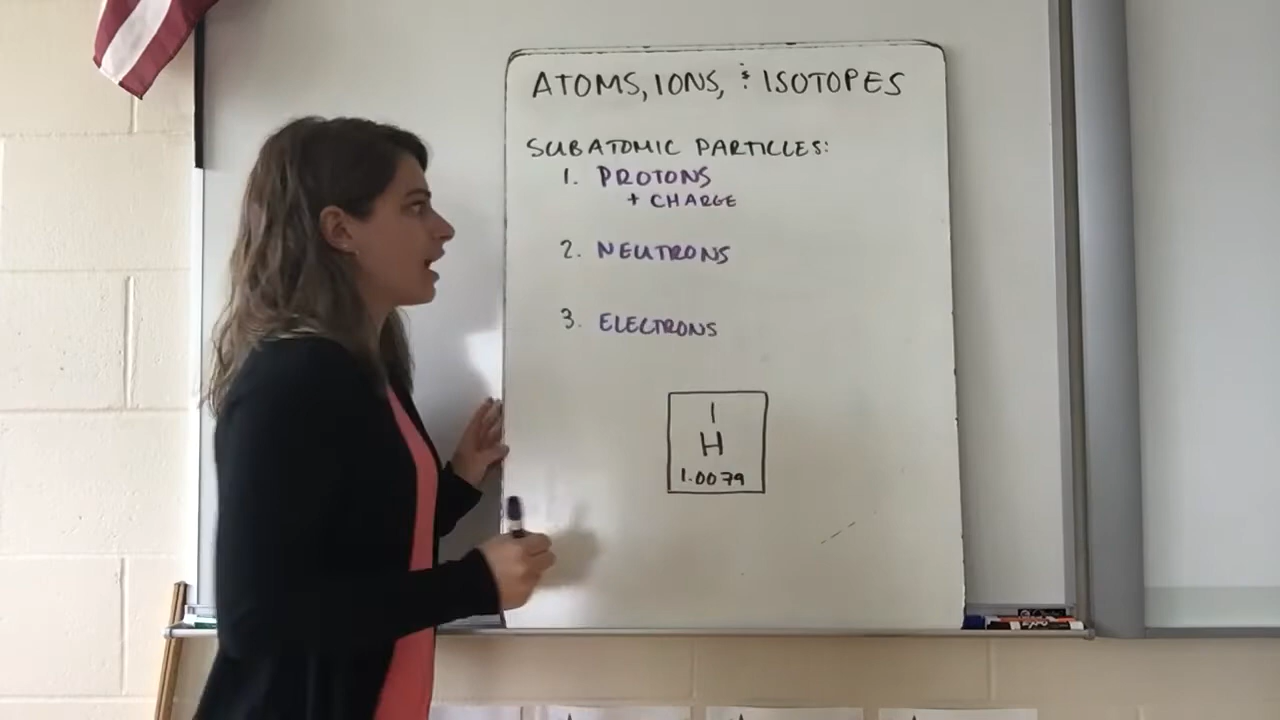 ATOMS, IONS, & ISOTOPES
SUBATOMIC PARTICLES:
1. PROTONS
+ CHARGE
2. NEUTRONS
3. ELECTRONS
1
H
1.0079